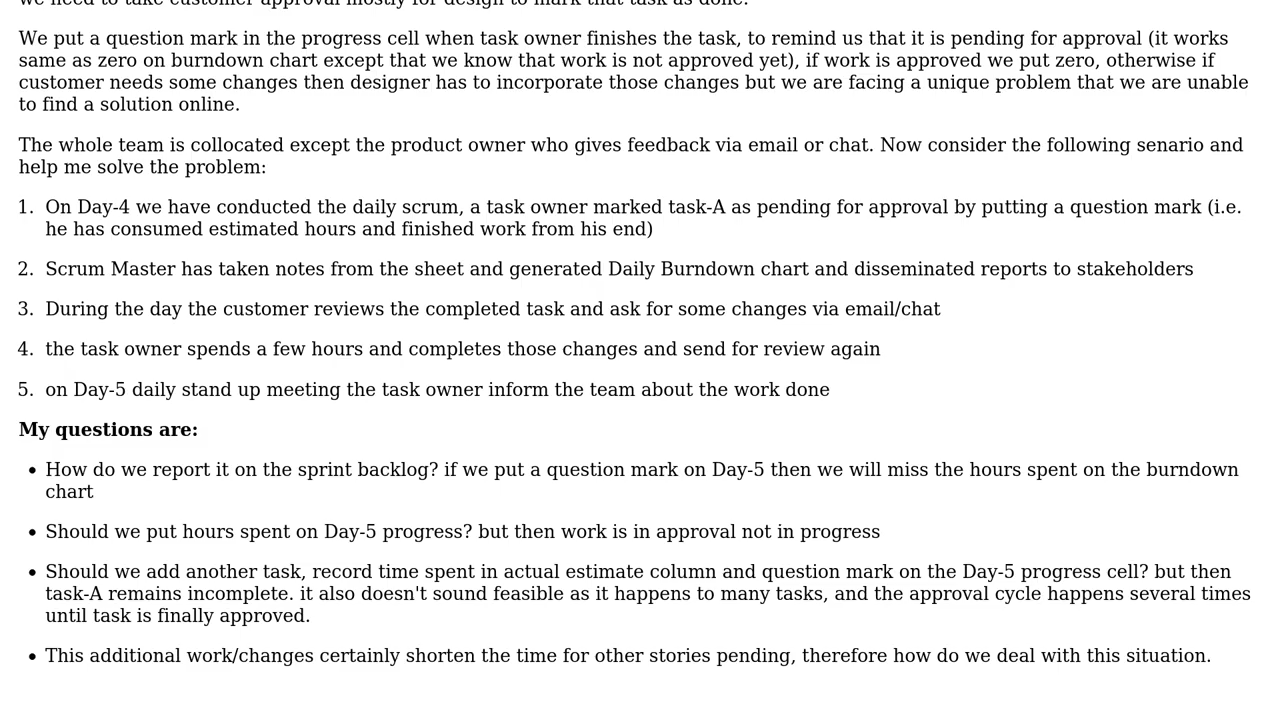 we need to take customer approval mostly for design to mark that task as done.
We put a question mark in the progress cell when task owner finishes the task, to remind us that it is pending for approval (it works
same as zero on burndown chart except that we know that work is not approved yet), if work is approved we put zero, otherwise if
customer needs some changes then designer has to incorporate those changes but we are facing a unique problem that we are unable
to find a solution online.
The whole team is collocated except the product owner who gives feedback via email or chat. Now consider the following senario and
help me solve the problem:
1. On Day-4 we have conducted the daily scrum, a task owner marked task-A as pending for approval by putting a question mark (i.e.
he has consumed estimated hours and finished work from his end)
2. Scrum Master has taken notes from the sheet and generated Daily Burndown chart and disseminated reports to stakeholders
3. During the day the customer reviews the completed task and ask for some changes via email/chat
4. the task owner spends a few hours and completes those changes and send for review again
5. on Day-5 daily stand up meeting the task owner inform the team about the work done
My questions are:
• How do we report it on the sprint backlog? if we put a question mark on Day-5 then we will miss the hours spent on the burndown
chart
• Should we put hours spent on Day-5 progress? but then work is in approval not in progress
• Should we add another task, record time spent in actual estimate column and question mark on the Day-5 progress cell? but then
task-A remains incomplete. it also doesn't sound feasible as it happens to many tasks, and the approval cycle happens several times
until task is finally approved.
• This additional work/changes certainly shorten the time for other stories pending, therefore how do we deal with this situation.